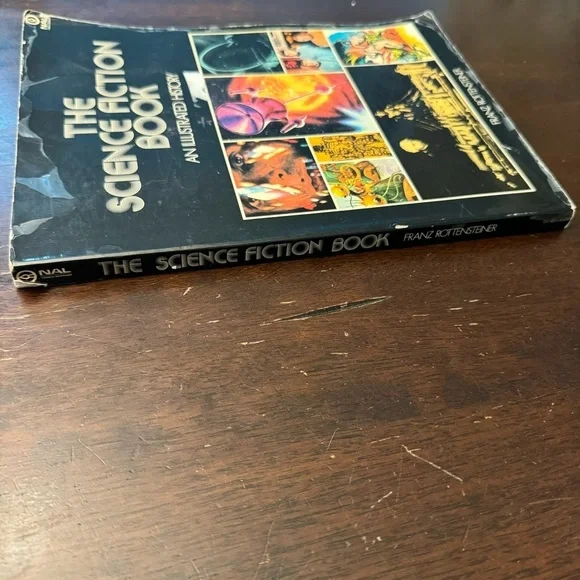 THE
SCIENCE FICTION
BOOK
AN ILLUSTRATED HISTORY
FRANZ ROTTENSTEINER
NAL
THE SCIENCE FICTION BOOK FRANZ ROTTENSTEINER